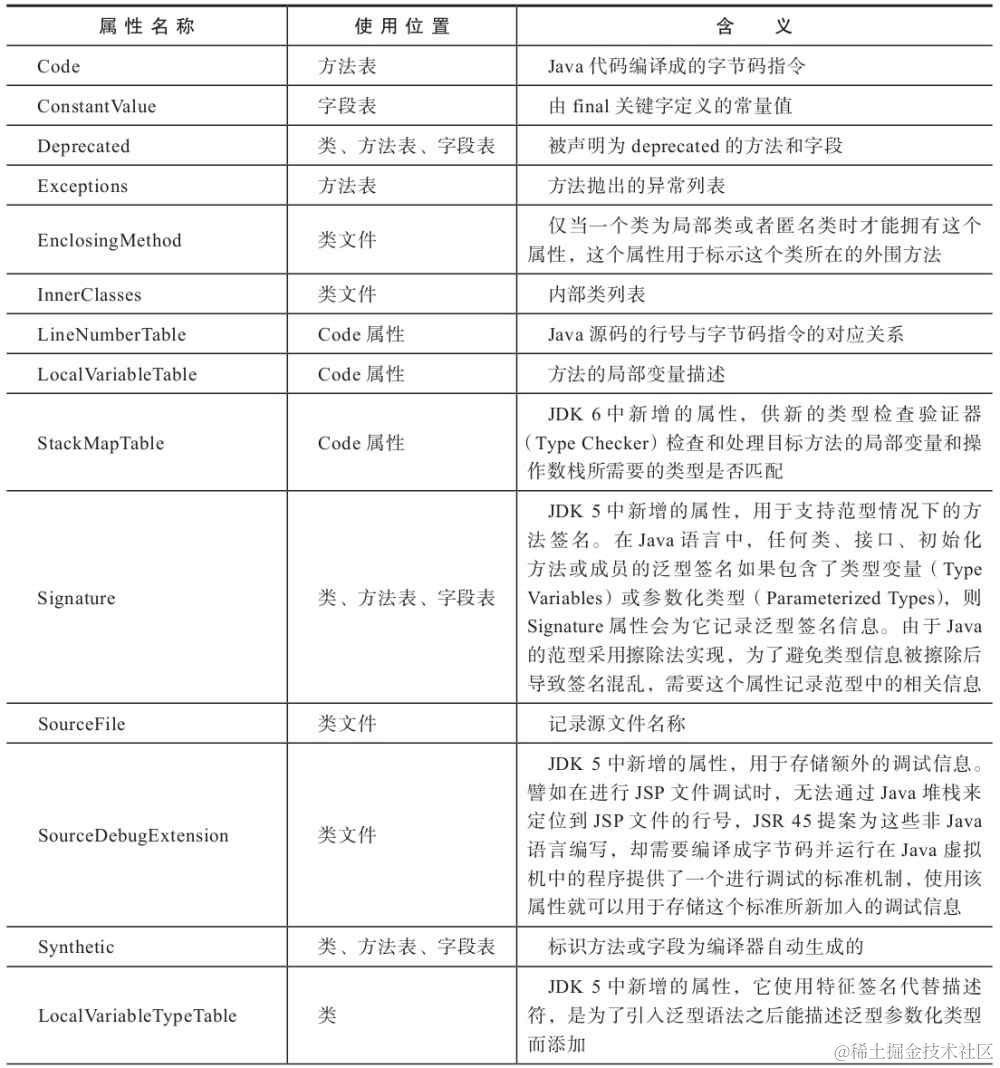 属性名称 使用位置 含 义
Code 方法表 Java 代码编译成的字节码指令
ConstantValue 字段表 由 final 关键字定义的常量值
Deprecated 类、方法表、字段表 被声明为 deprecated 的方法和字段
Exceptions 方法表 方法抛出的异常列表
EnclosingMethod 类文件 仅当一个类为局部类或者匿名类时才能拥有这个
属性，这个属性用于标示这个类所在的外围方法
InnerClasses 类文件 内部类列表
LineNumberTable Code 属性 Java 源码的行号与字节码指令的对应关系
LocalVariableTable Code 属性 方法的局部变量描述
StackMapTable Code 属性 JDK 6 中新增的属性，供新的类型检查验证器
（Type Checker）检查和处理目标方法的局部变量和操
作数栈所需要的类型是否匹配
Signature 类、方法表、字段表 JDK 5 中新增的属性，用于支持范型情况下的方
法签名。在 Java 语言中，任何类、接口、初始化
方法或成员的泛型签名如果包含了类型变量（Type
Variables）或参数化类型（Parameterized Types），则
Signature 属性会为它记录泛型签名信息。由于 Java
的范型采用擦除法实现，为了避免类型信息被擦除后
导致签名混乱，需要这个属性记录范型中的相关信息
SourceFile 类文件 记录源文件名称
SourceDebugExtension 类文件 JDK 5 中新增的属性，用于存储额外的调试信息。
譬如在进行 JSP 文件调试时，无法通过 Java 堆栈来
定位到 JSP 文件的行号，JSR 45 提案为这些非 Java
语言编写，却需要编译成字节码并运行在 Java 虚拟
机中的程序提供了一个进行调试的标准机制，使用该
属性就可以用于存储这个标准所新加入的调试信息
Synthetic 类、方法表、字段表 标识方法或字段为编译器自动生成的
LocalVariableTypeTable 类 JDK 5 中新增的属性，它使用特征签名代替描述
符，是为了引入泛型语法之后能描述泛型参数化类型
而添加
@稀土掘金技术社区